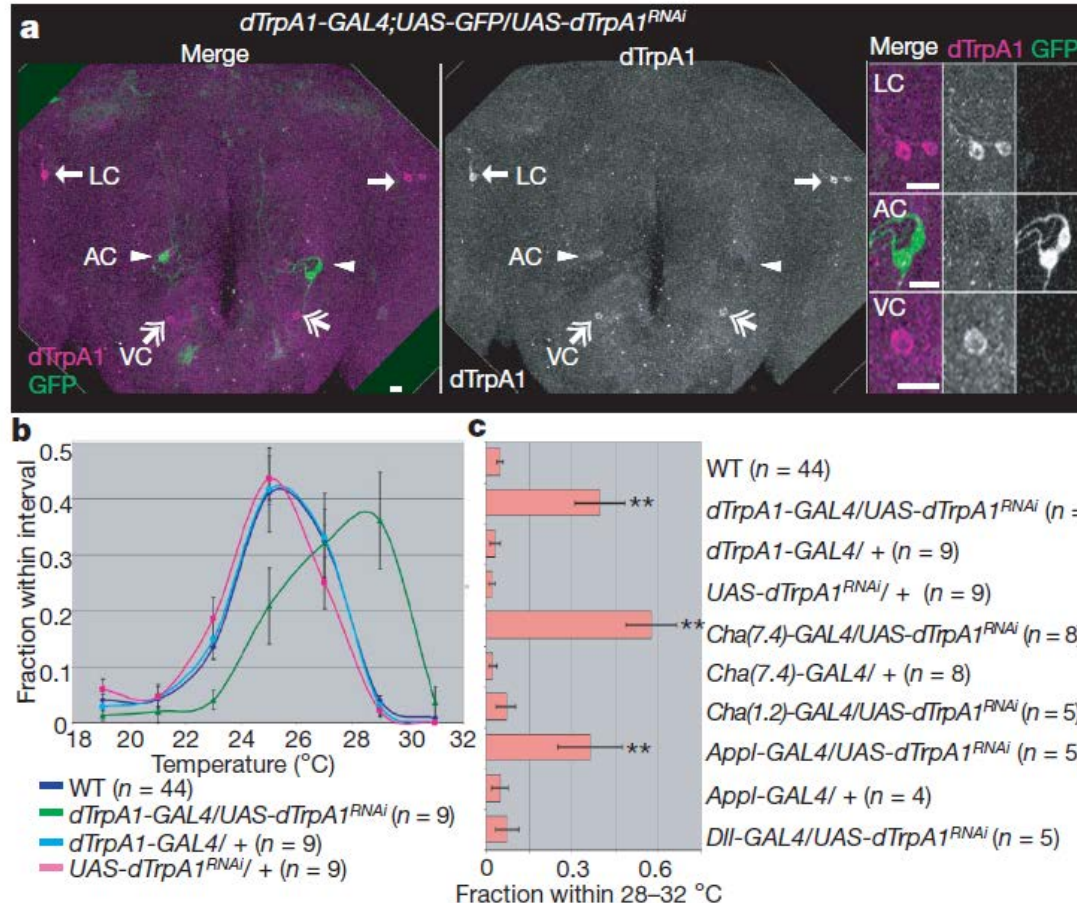 a
dTrpA1-GAL4;UAS-GFP/UAS-dTrpA1RNAi
Merge
dTrpA1
Merge dTrpA1 GFP
LC
LC
AC
AC
AC
VC
VC
VC
dTrpA1
GFP
dTrpA1
b
Fraction within interval
0.5
0.4
0.3
0.2
0.1
0
18 20 22 24 26 28 30 32
Temperature (°C)
WT (n = 44)
dTrpA1-GAL4/UAS-dTrpA1RNAi (n = 9)
dTrpA1-GAL4/ + (n = 9)
UAS-dTrpA1RNAi/ + (n = 9)
c
WT (n = 44)
** dTrpA1-GAL4/UAS-dTrpA1RNAi (n =
dTrpA1-GAL4/ + (n = 9)
UAS-dTrpA1RNAi/ + (n = 9)
** Cha(7.4)-GAL4/UAS-dTrpA1RNAi (n = 8
Cha(7.4)-GAL4/ + (n = 8)
Cha(1.2)-GAL4/UAS-dTrpA1RNAi (n = 5)
** Appl-GAL4/UAS-dTrpA1RNAi (n = 5
Appl-GAL4/ + (n = 4)
Dll-GAL4/UAS-dTrpA1RNAi (n = 5)
0 0.3 0.6
Fraction within 28–32 °C